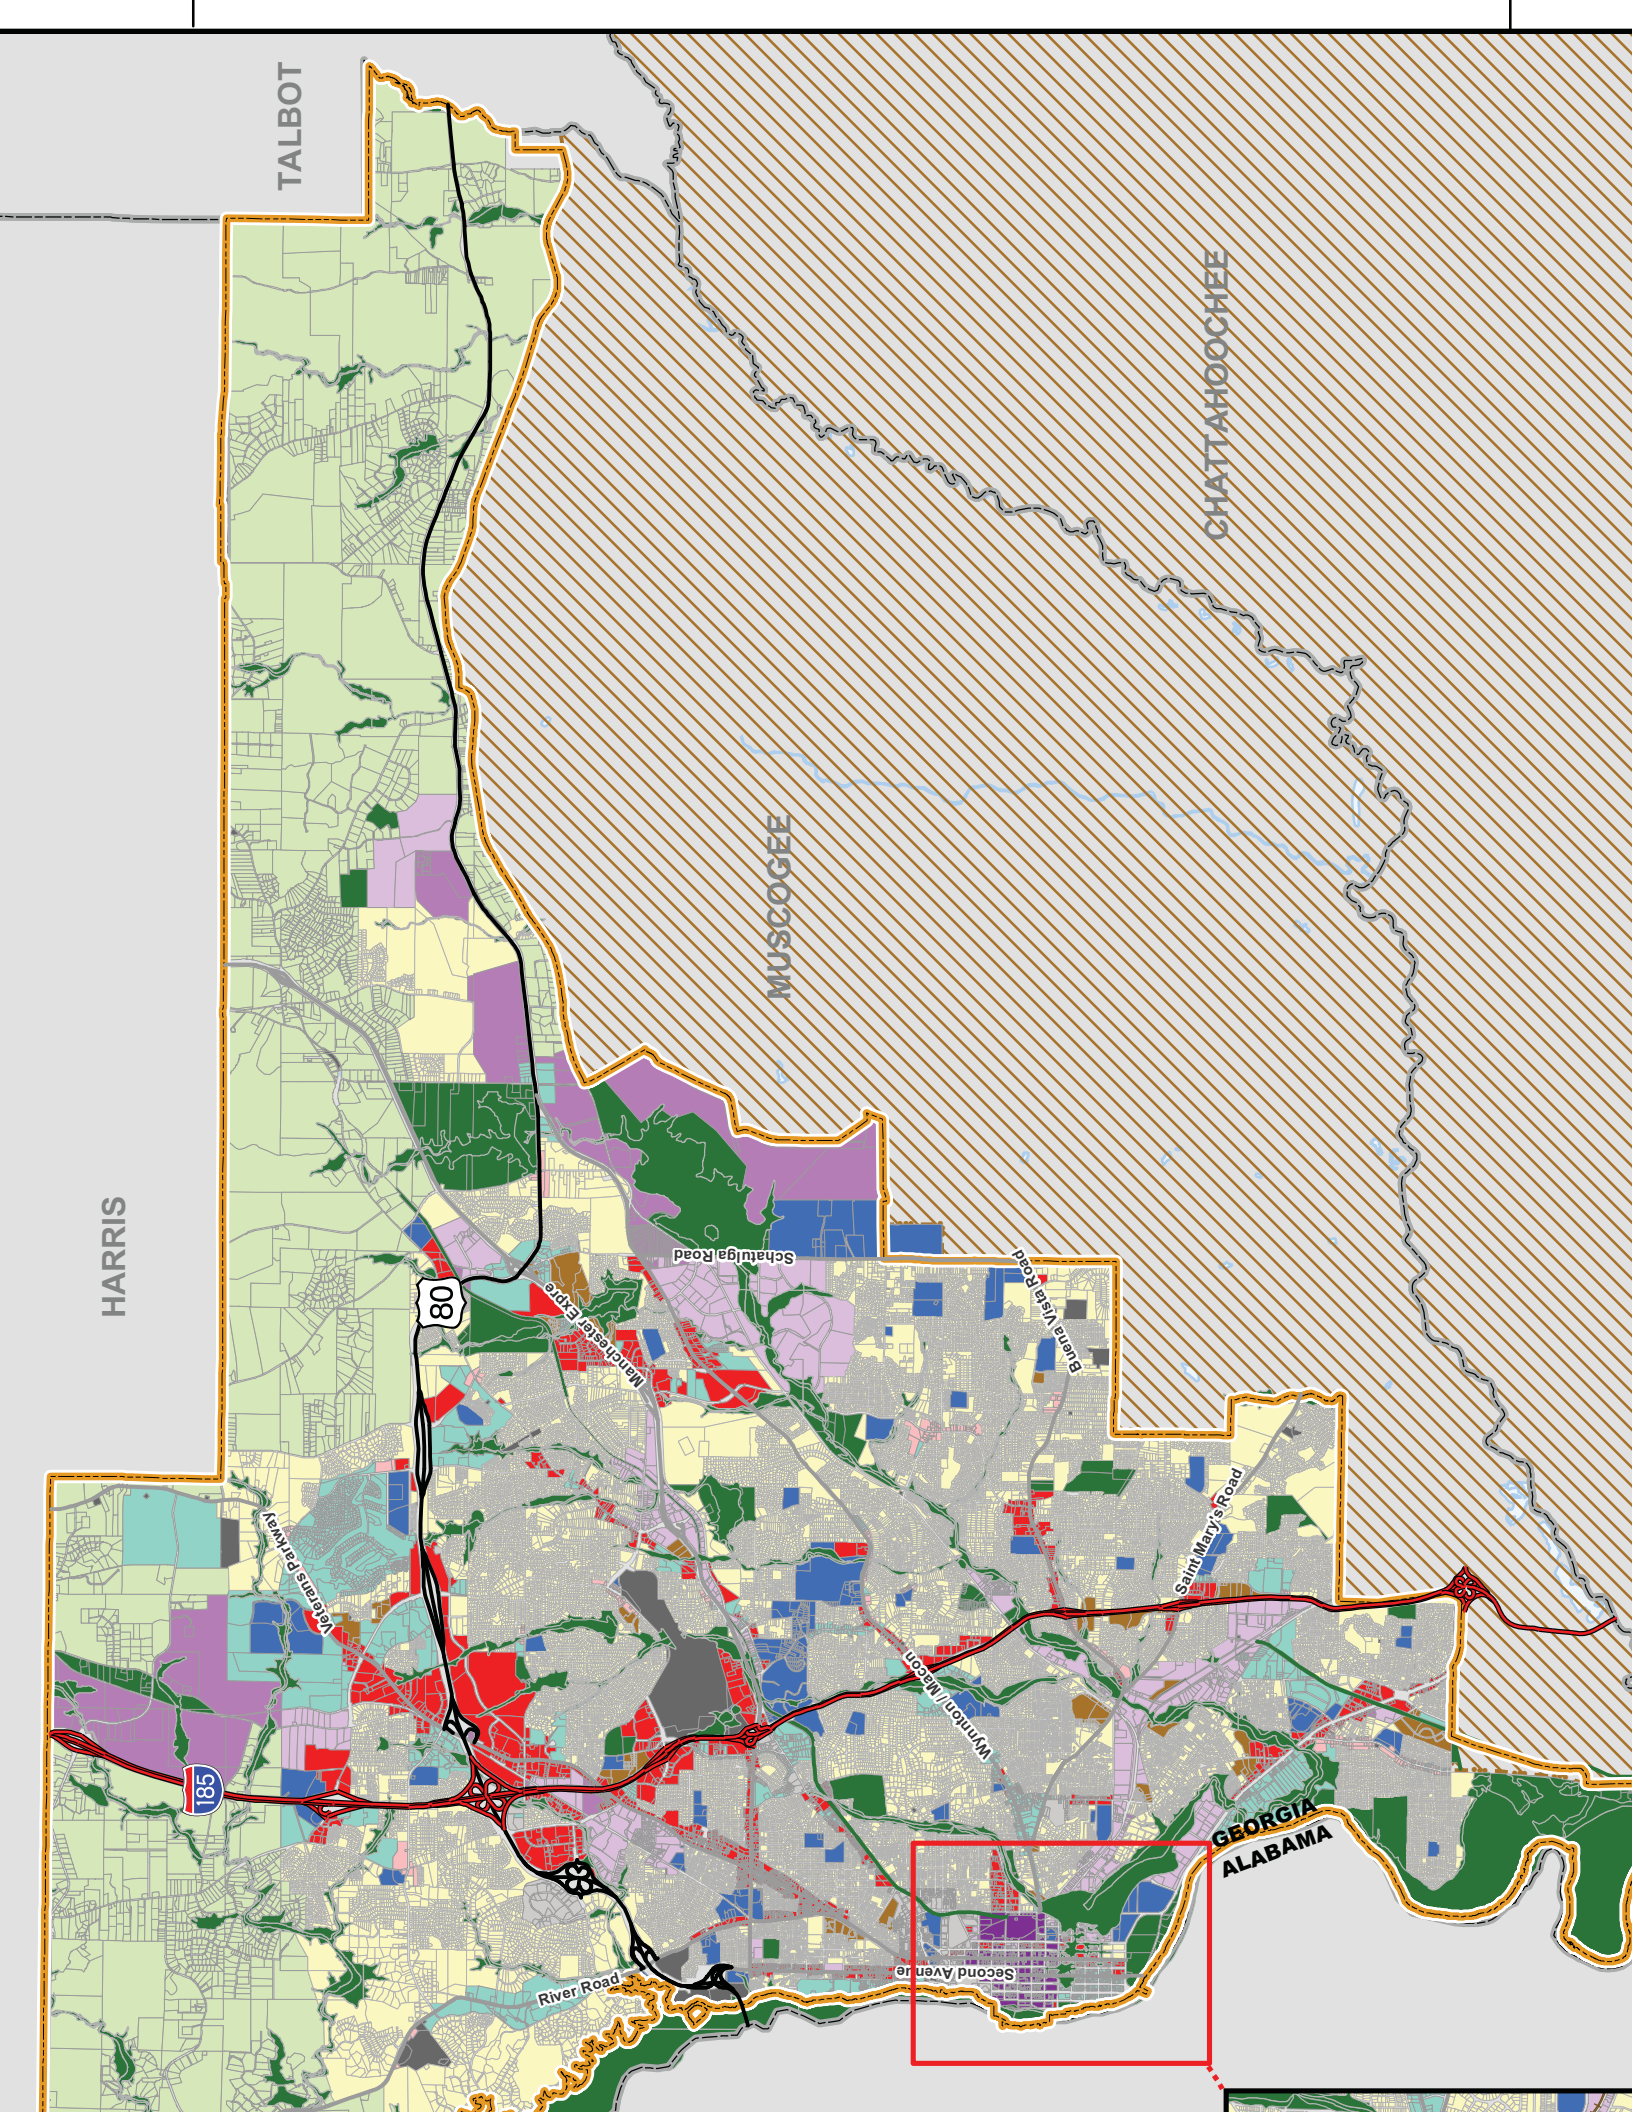 TALBOT
CHATTAHOOCHEE
MUSCOGEE
HARRIS
Schatulga Road
Buena Vista Road
80
Manchester Expre
Saint Mary's Road
Veterans Parkway
Wynnton / Macon
185
GEORGIA
ALABAMA
Second Avenue
River Road